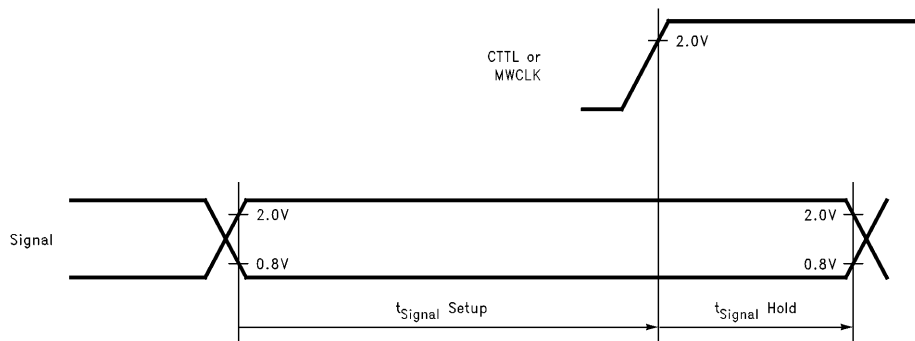 CTTL or
MWCLK
2.0V
Signal
2.0V
0.8V
2.0V
0.8V
tSignal Setup
tSignal Hold